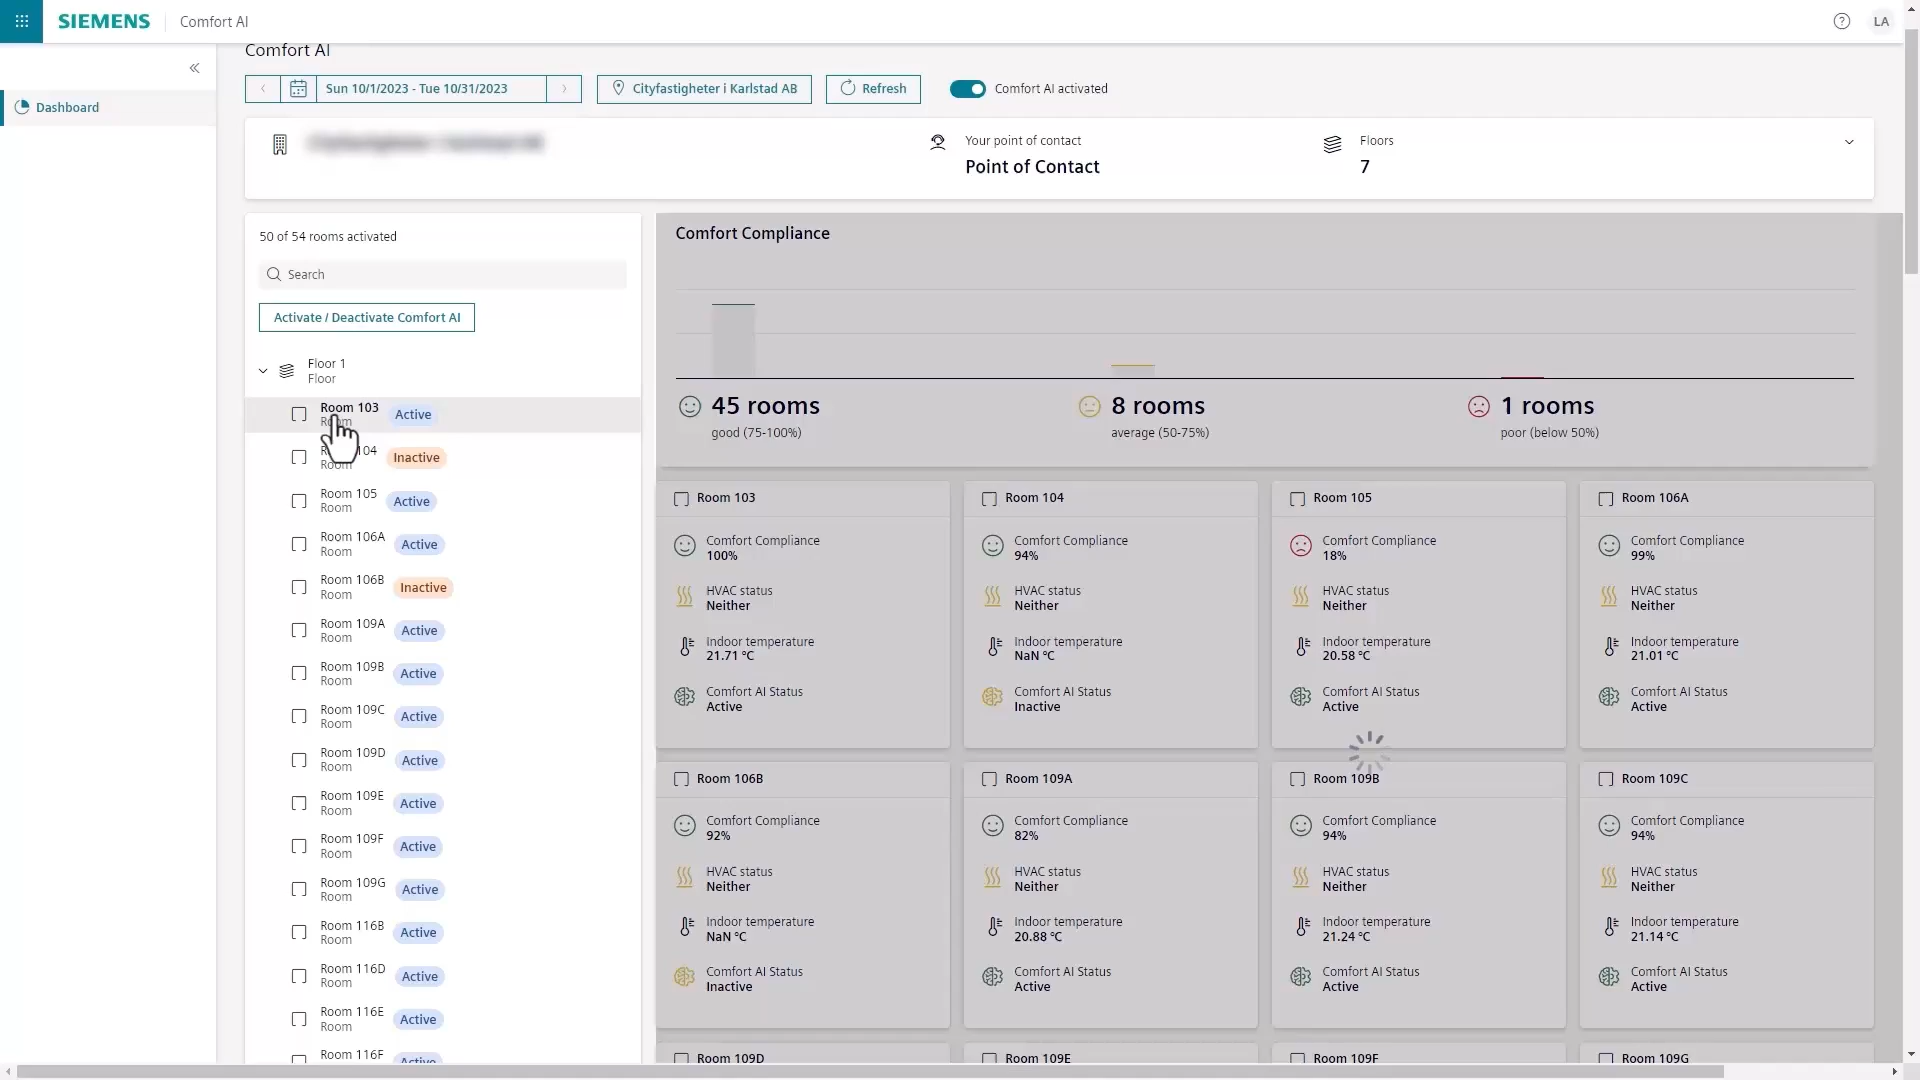 SIEMENS
Comfort AI
LA
Comfort AI
Sun 10/1/2023 - Tue 10/31/2023
Cityfastigheter i Karlstad AB
Refresh
Comfort AI activated
Dashboard
Your point of contact
Point of Contact
Floors
7
50 of 54 rooms activated
Search
Activate / Deactivate Comfort AI
Floor 1
Floor
Room 103
Active
104
Room
Inactive
Room 105
Room
Active
Room 106A
Room
Active
Room 106B
Room
Inactive
Room 109A
Room
Active
Room 109B
Room
Active
Room 109C
Room
Active
Room 109D
Room
Active
Room 109E
Room
Active
Room 109F
Room
Active
Room 109G
Room
Active
Room 116B
Room
Active
Room 116D
Room
Active
Room 116E
Room
Active
Room 116F
Active
Comfort Compliance
45 rooms
good (75-100%)
8 rooms
average (50-75%)
1 rooms
poor (below 50%)
Room 103
Comfort Compliance
100%
HVAC status
Neither
Indoor temperature
21.71 °C
Comfort AI Status
Active
Room 104
Comfort Compliance
94%
HVAC status
Neither
Indoor temperature
NaN °C
Comfort AI Status
Inactive
Room 105
Comfort Compliance
18%
HVAC status
Neither
Indoor temperature
20.58 °C
Comfort AI Status
Active
Room 106A
Comfort Compliance
99%
HVAC status
Neither
Indoor temperature
21.01 °C
Comfort AI Status
Active
Room 106B
Comfort Compliance
92%
HVAC status
Neither
Indoor temperature
NaN °C
Comfort AI Status
Inactive
Room 109A
Comfort Compliance
82%
HVAC status
Neither
Indoor temperature
20.88 °C
Comfort AI Status
Active
Room 109B
Comfort Compliance
94%
HVAC status
Neither
Indoor temperature
21.24 °C
Comfort AI Status
Active
Room 109C
Comfort Compliance
94%
HVAC status
Neither
Indoor temperature
21.14 °C
Comfort AI Status
Active
Room 109D
Room 109E
Room 109F
Room 109G